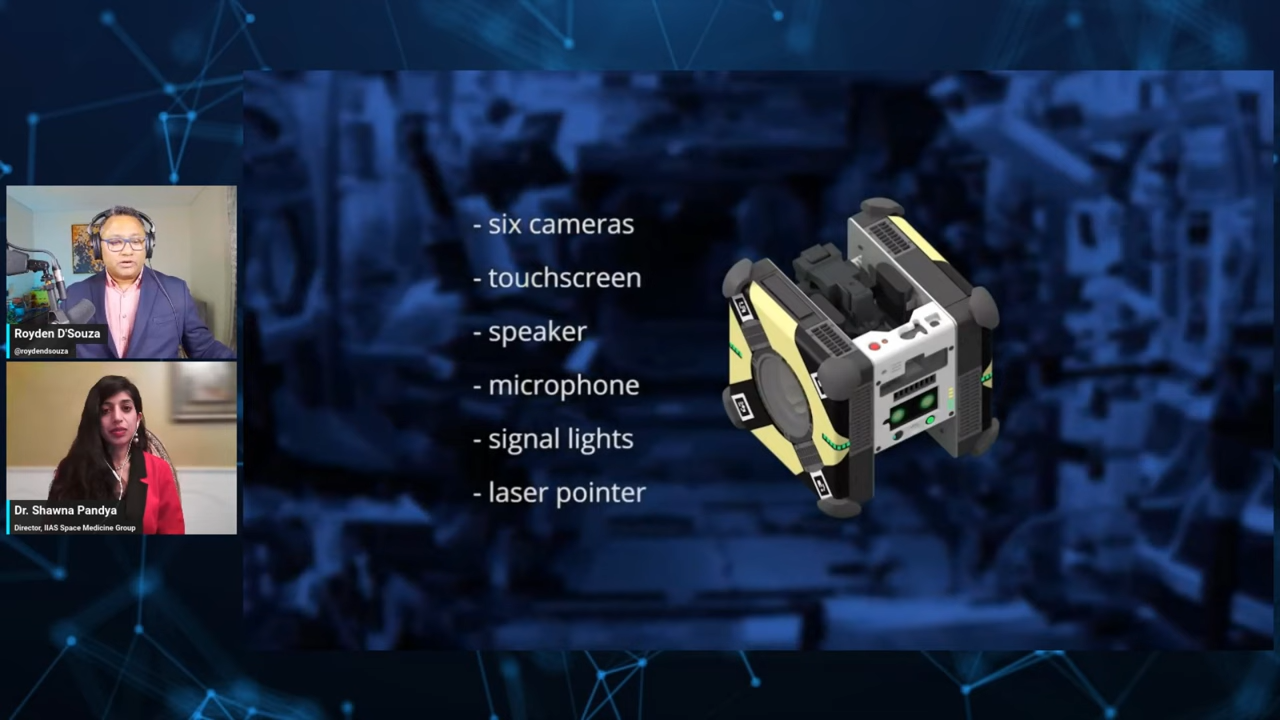 - six cameras
- touchscreen
- speaker
- microphone
- signal lights
- laser pointer
Royden D'Souza
@roydendsouza
Dr. Shawna Pandya
Director, IIAS Space Medicine Group